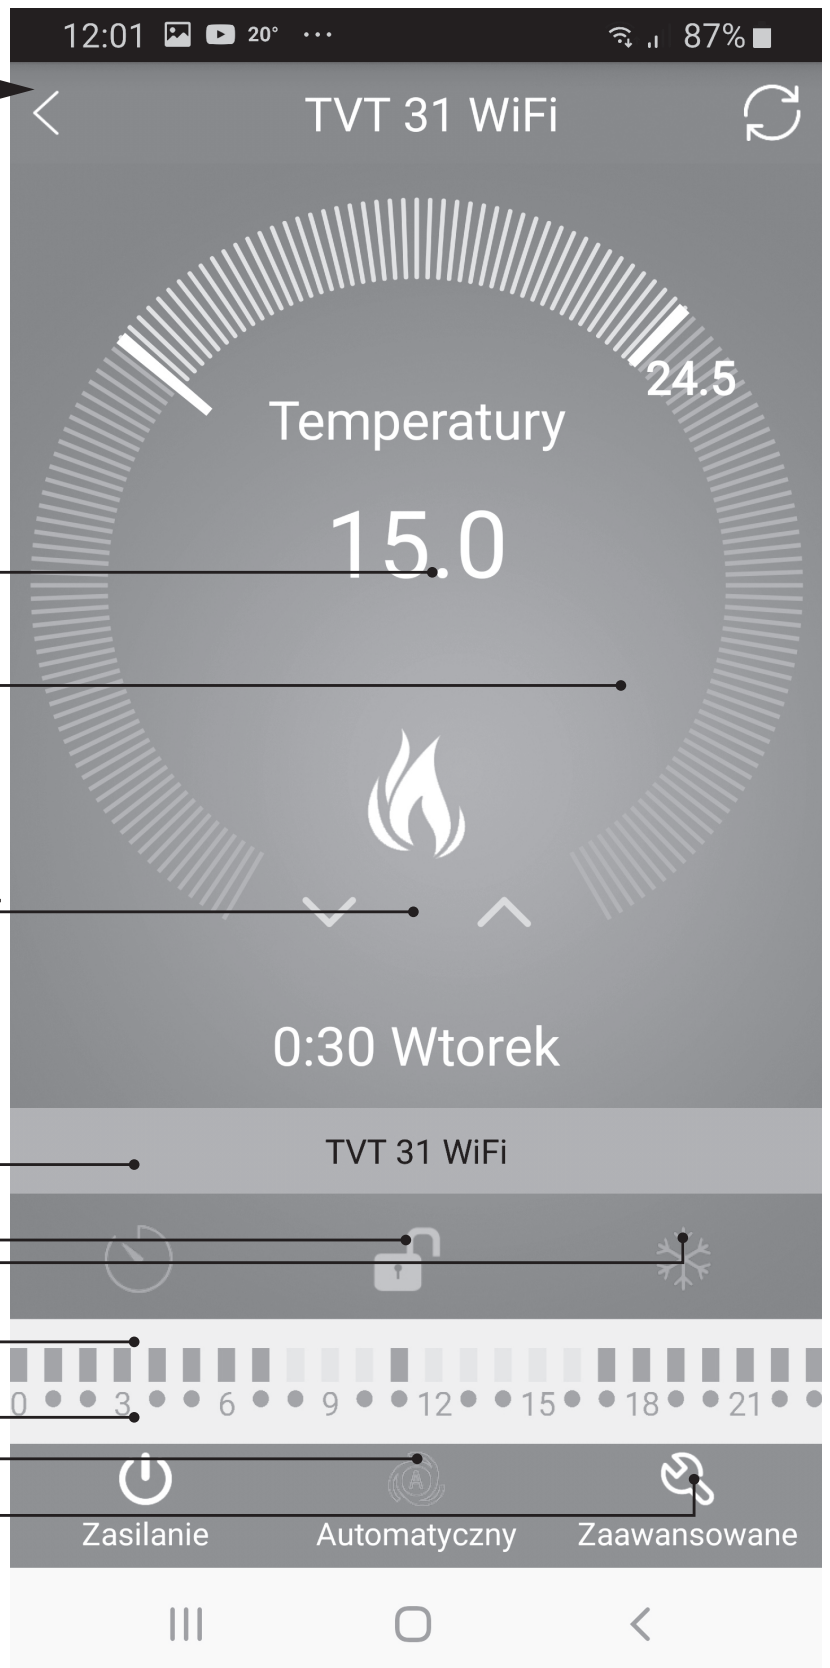 12:01 20° ... 87%
TVT 31 WiFi
24.5
Temperatury
15.0
0:30 Wtorek
TVT 31 WiFi
0 3 6 9 12 15 18 21
A
Zasilanie Automatyczny Zaawansowane